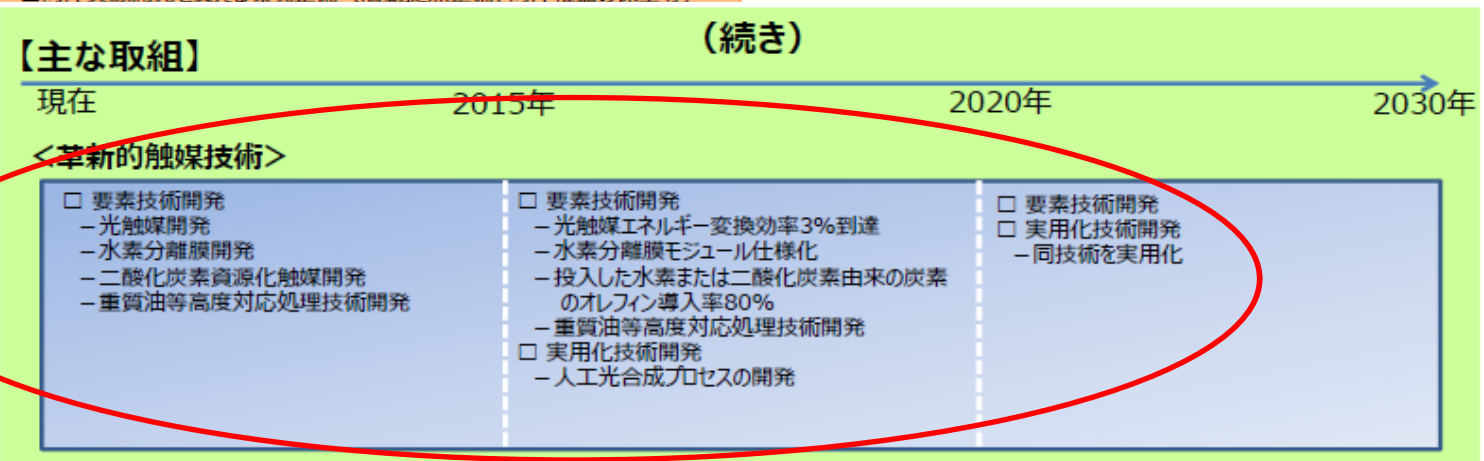 (続き)
【主な取組】
現在 2015年 2020年 2030年
<革新的触媒技術>
□ 要素技術開発
－光触媒開発
－水素分離膜開発
－二酸化炭素資源化触媒開発
－重質油等高度対応処理技術開発
□ 要素技術開発
－光触媒エネルギー変換効率3%到達
－水素分離膜モジュール仕様化
－投入した水素または二酸化炭素由来の炭素
のオレフィン導入率80%
－重質油等高度対応処理技術開発
□ 実用化技術開発
－人工光合成プロセスの開発
□ 要素技術開発
□ 実用化技術開発
－同技術を実用化